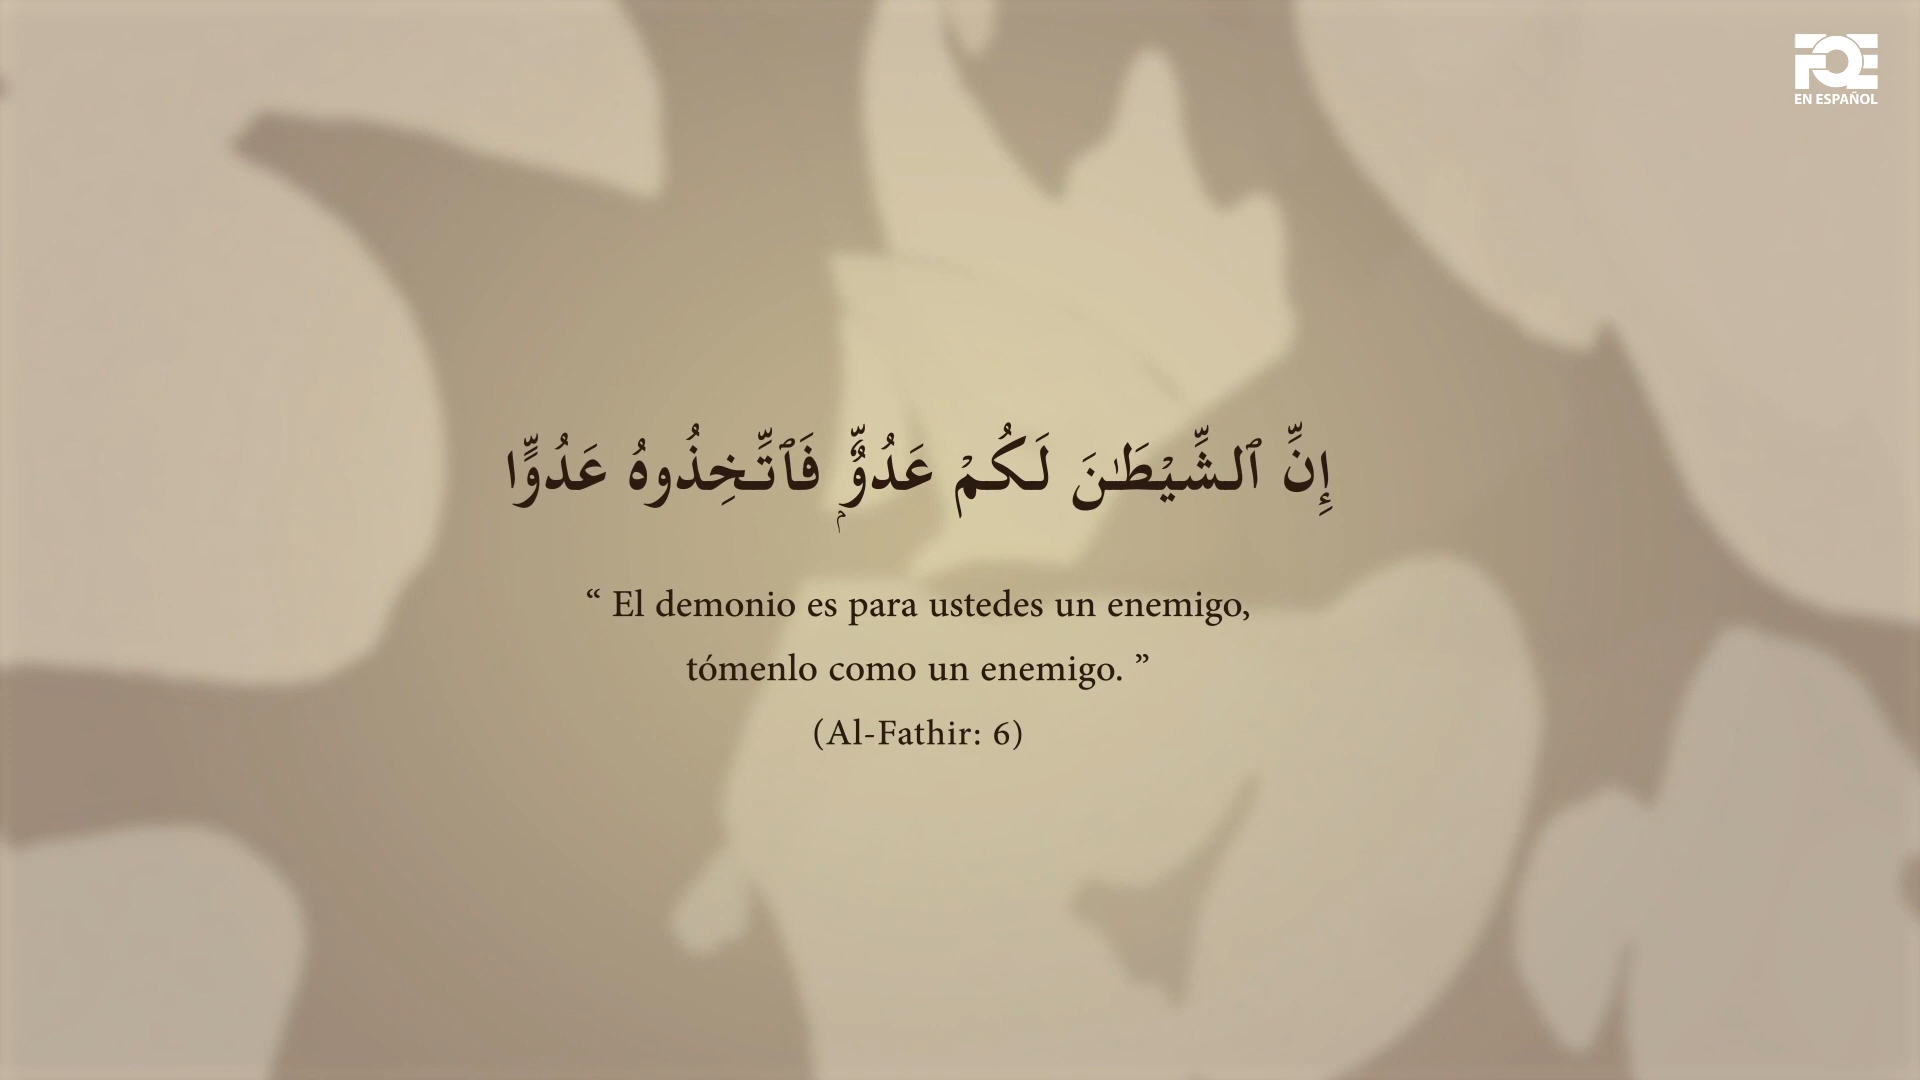 FQE
EN ESPAÑOL
إِنَّ ٱلشَّيْطَـٰنَ لَكُمْ عَدُوٌّۭ فَٱتَّخِذُوهُ عَدُوًّا
“ El demonio es para ustedes un enemigo,
tómenlo como un enemigo. ”
(Al-Fathir: 6)